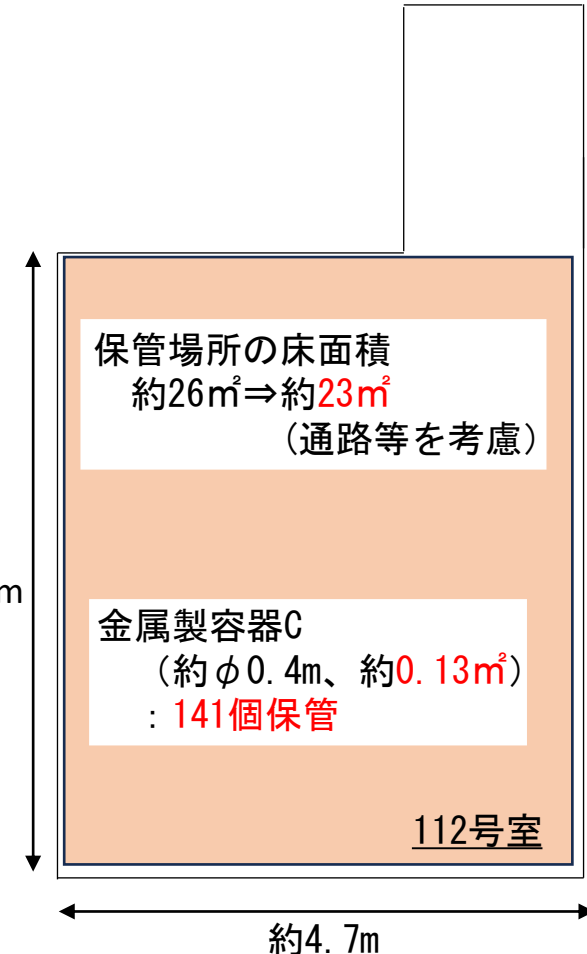 保管場所の床面積
約26㎡⇒約23㎡
(通路等を考慮)
m
金属製容器C
(約φ0.4m、約0.13㎡)
:141個保管
112号室
約4.7m